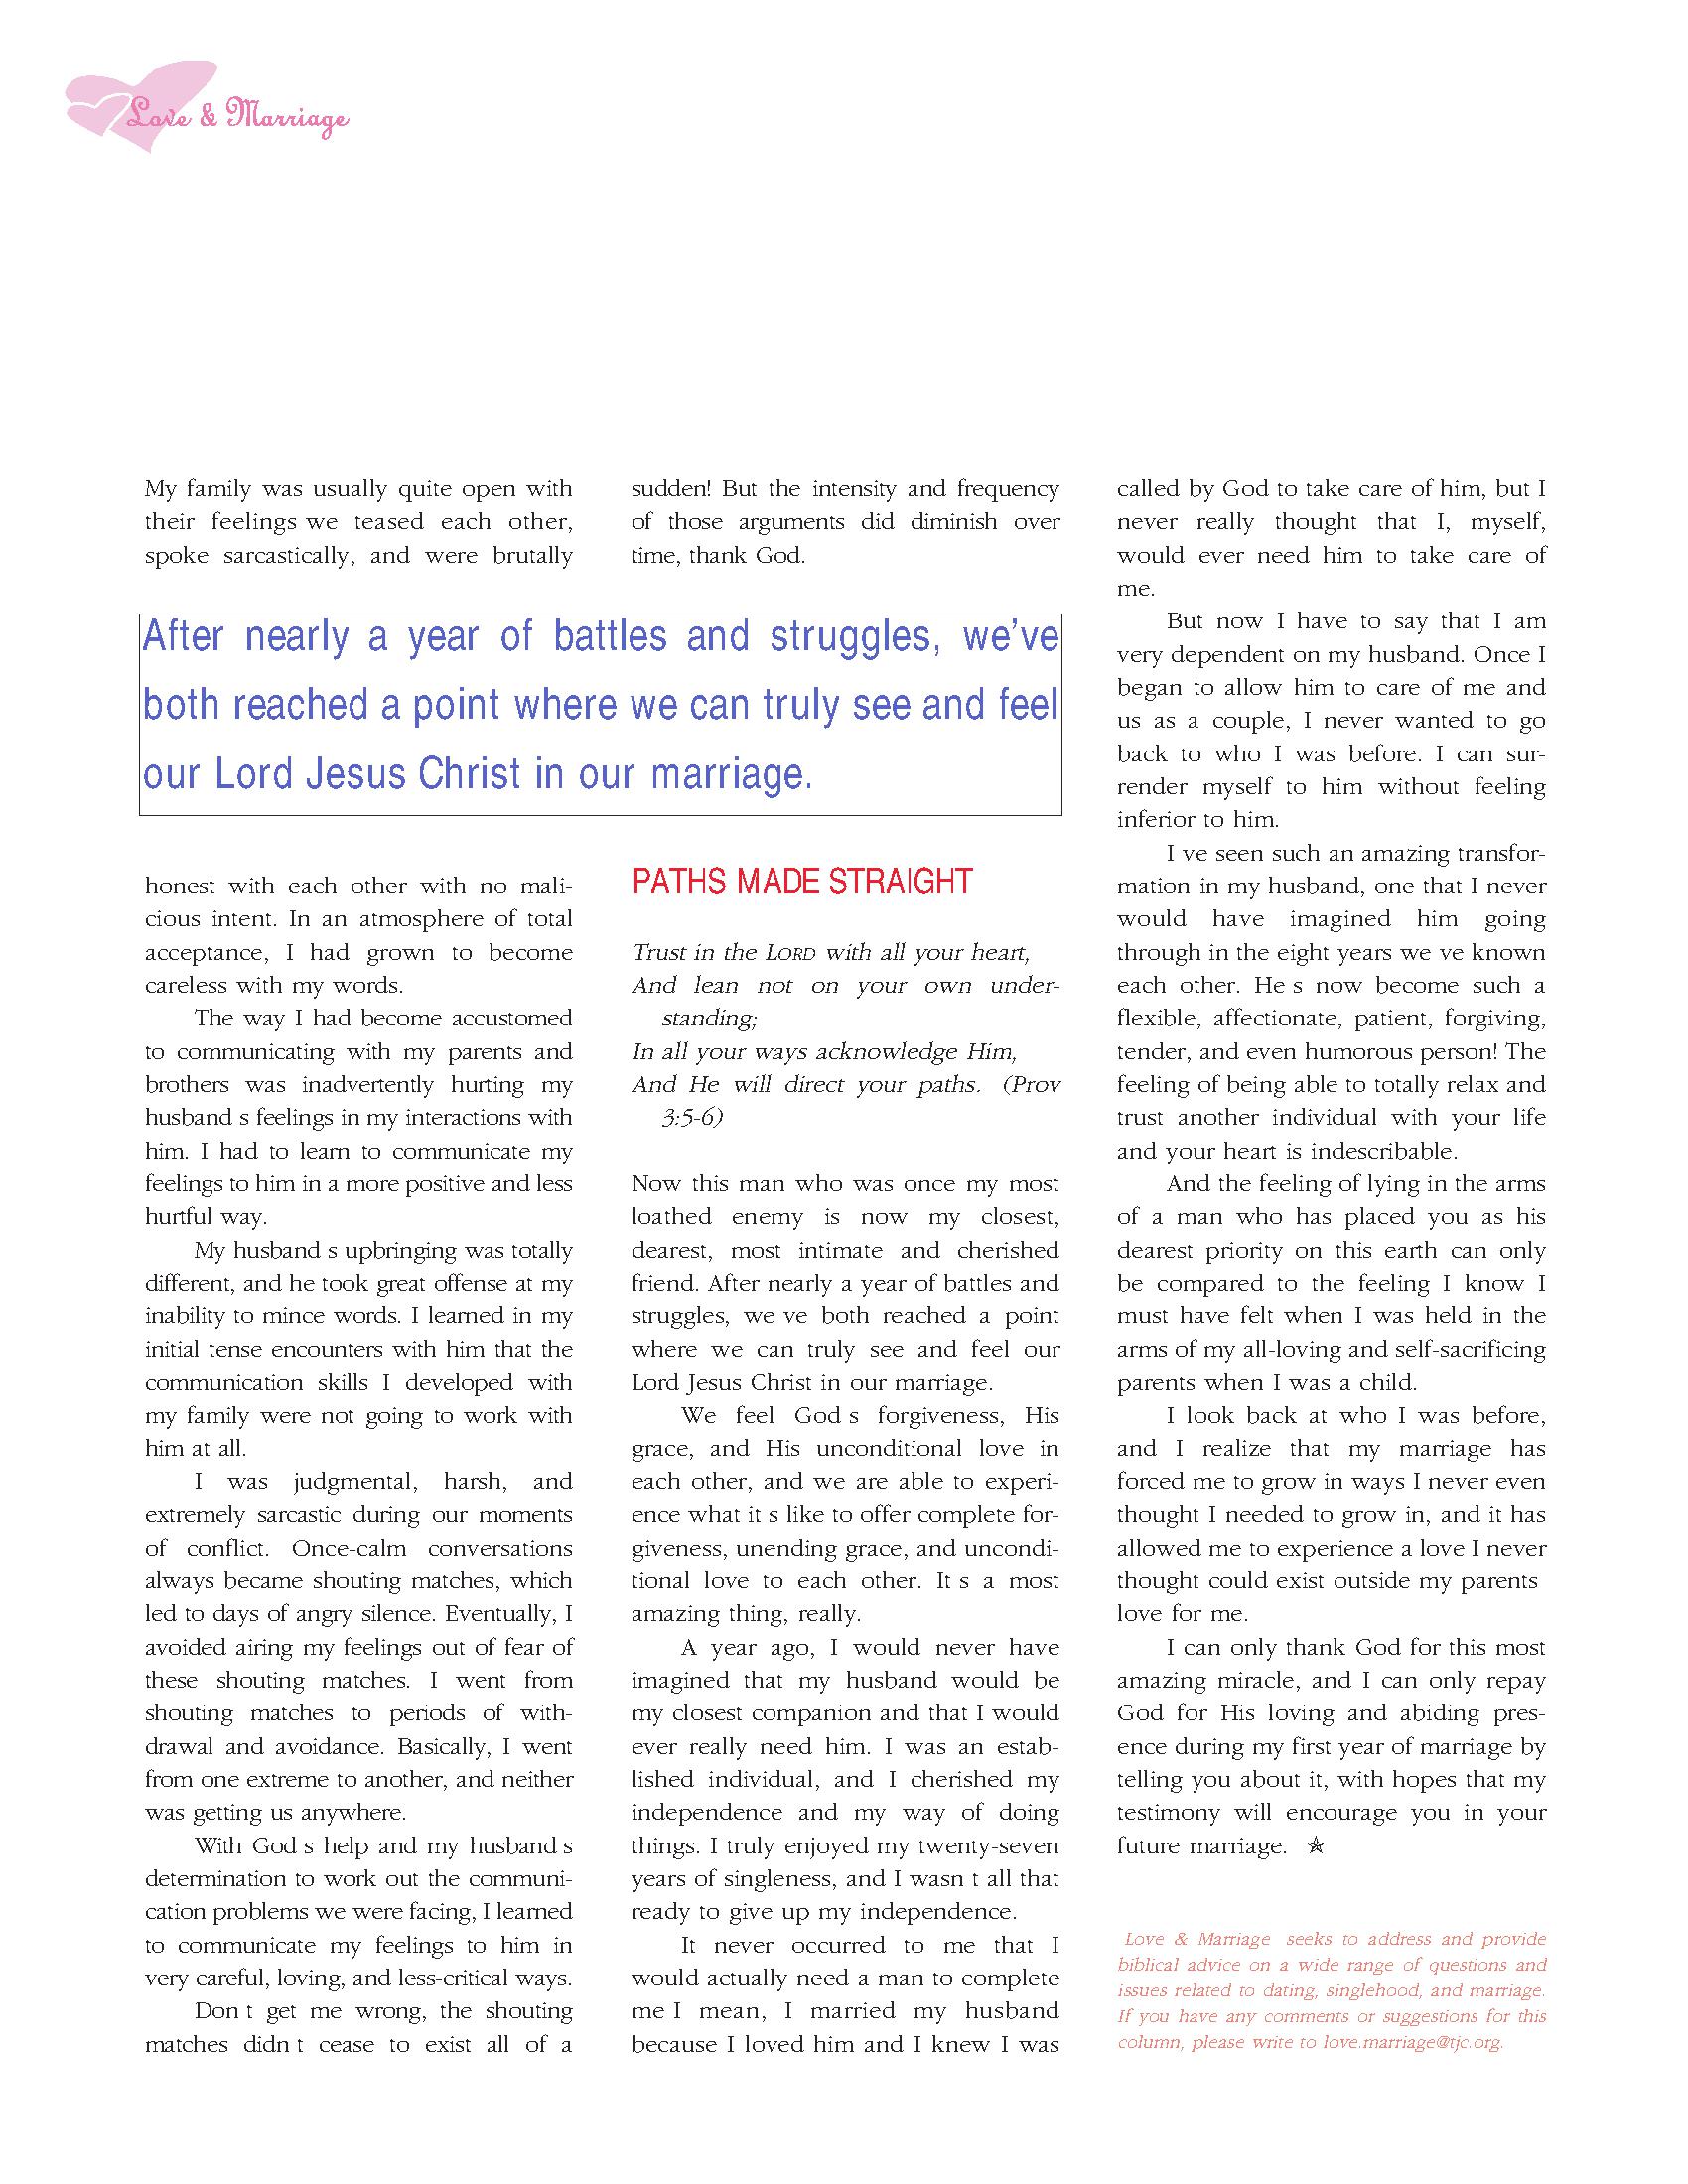 Love & Marriage
My family was usually quite open with
their feelings we teased each other,
spoke sarcastically, and were brutally
After nearly a year of battles and struggles, we've
both reached a point where we can truly see and feel
our Lord Jesus Christ in our marriage.
honest with each other with no mali-
cious intent. In an atmosphere of total
acceptance, I had grown to become
careless with my words.
The way I had become accustomed
to communicating with my parents and
brothers was inadvertently hurting my
husband s feelings in my interactions with
him. I had to learn to communicate my
feelings to him in a more positive and less
hurtful way.
My husband s upbringing was totally
different, and he took great offense at my
inability to mince words. I learned in my
initial tense encounters with him that the
communication skills I developed with
my family were not going to work with
him at all.
I was judgmental, harsh, and
extremely sarcastic during our moments
of conflict. Once-calm conversations
always became shouting matches, which
led to days of angry silence. Eventually, I
avoided airing my feelings out of fear of
these shouting matches. I went from
shouting matches to periods of with-
drawal and avoidance. Basically, I went
from one extreme to another, and neither
was getting us anywhere.
With God s help and my husband s
determination to work out the communi-
cation problems we were facing, I learned
to communicate my feelings to him in
very careful, loving, and less-critical ways.
Don t get me wrong, the shouting
matches didn t cease to exist all of a
sudden! But the intensity and frequency
of those arguments did diminish over
time, thank God.
PATHS MADE STRAIGHT
Trust in the LORD with all your heart,
And lean not on your own under-
standing;
In all your ways acknowledge Him,
And He will direct your paths. (Prov
3:5-6)
Now this man who was once my most
loathed enemy is now my closest,
dearest, most intimate and cherished
friend. After nearly a year of battles and
struggles, we ve both reached a point
where we can truly see and feel our
Lord Jesus Christ in our marriage.
We feel God s forgiveness, His
grace, and His unconditional love in
each other, and we are able to experi-
ence what it s like to offer complete for-
giveness, unending grace, and uncondi-
tional love to each other. It s a most
amazing thing, really.
A year ago, I would never have
imagined that my husband would be
my closest companion and that I would
ever really need him. I was an estab-
lished individual, and I cherished my
independence and my way of doing
things. I truly enjoyed my twenty-seven
years of singleness, and I wasn t all that
ready to give up my independence.
It never occurred to me that I
would actually need a man to complete
me I mean, I married my husband
because I loved him and I knew I was
called by God to take care of him, but I
never really thought that I, myself,
would ever need him to take care of
me.
But now I have to say that I am
very dependent on my husband. Once I
began to allow him to care of me and
us as a couple, I never wanted to go
back to who I was before. I can sur-
render myself to him without feeling
inferior to him.
I ve seen such an amazing transfor-
mation in my husband, one that I never
would have imagined him going
through in the eight years we ve known
each other. He s now become such a
flexible, affectionate, patient, forgiving,
tender, and even humorous person! The
feeling of being able to totally relax and
trust another individual with your life
and your heart is indescribable.
And the feeling of lying in the arms
of a man who has placed you as his
dearest priority on this earth can only
be compared to the feeling I know I
must have felt when I was held in the
arms of my all-loving and self-sacrificing
parents when I was a child.
I look back at who I was before,
and I realize that my marriage has
forced me to grow in ways I never even
thought I needed to grow in, and it has
allowed me to experience a love I never
thought could exist outside my parents
love for me.
I can only thank God for this most
amazing miracle, and I can only repay
God for His loving and abiding pres-
ence during my first year of marriage by
telling you about it, with hopes that my
testimony will encourage you in your
future marriage. ✯
Love & Marriage seeks to address and provide
biblical advice on a wide range of questions and
issues related to dating, singlehood, and marriage.
If you have any comments or suggestions for this
column, please write to love.marriage@tjc.org.